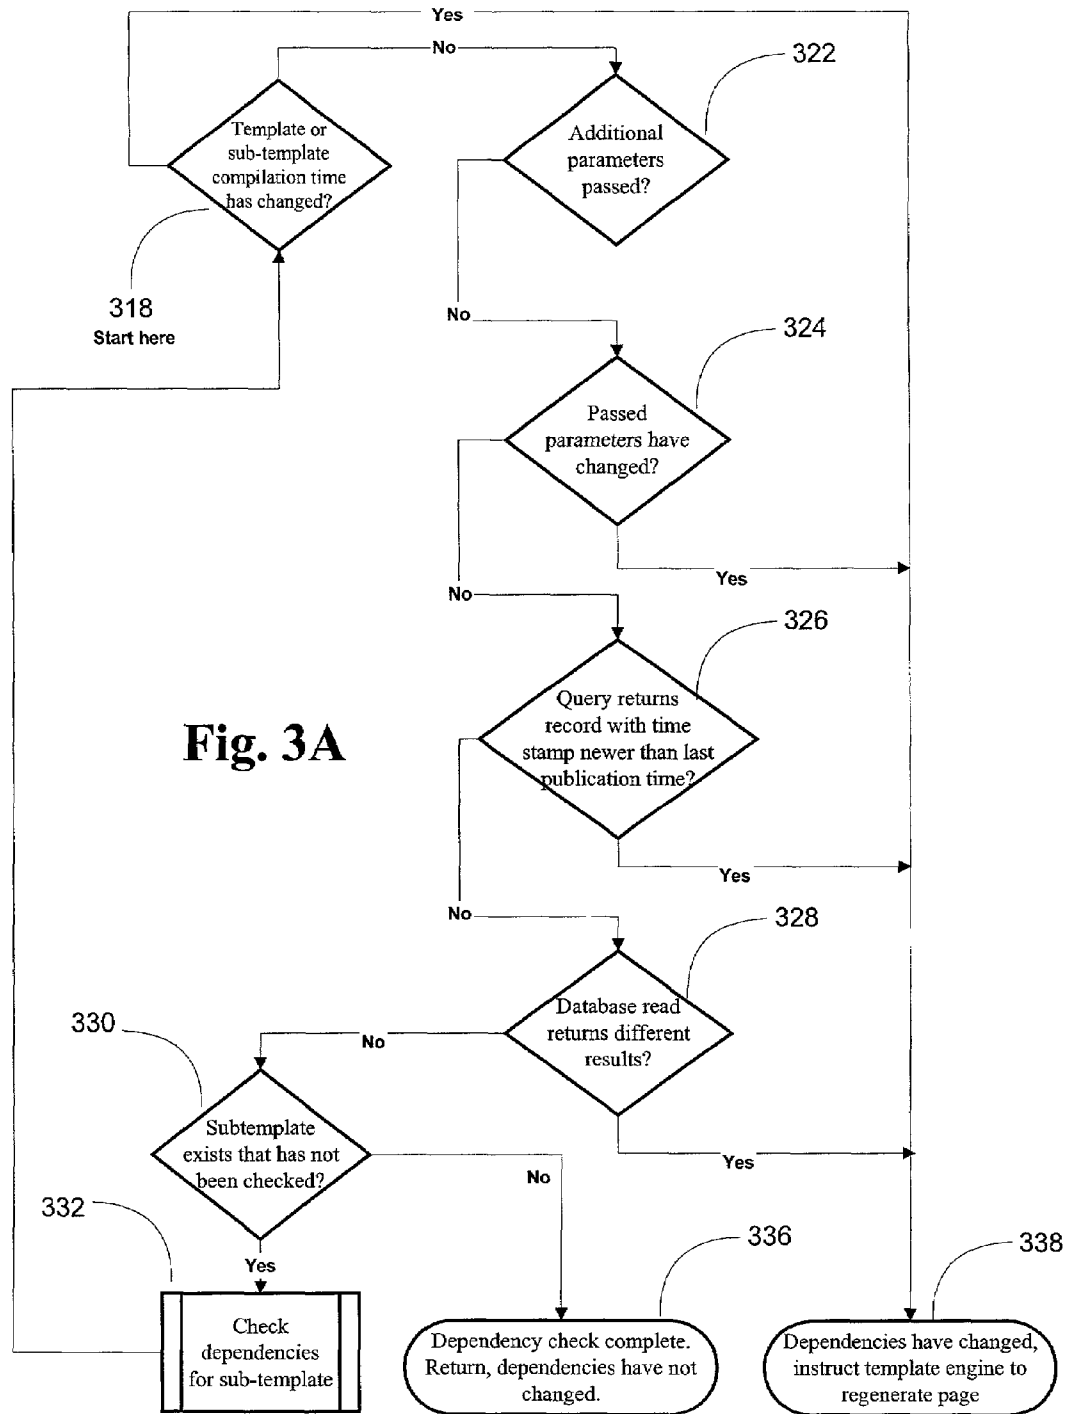 Yes
No
322
Template or
sub-template
compilation time
has changed?
Additional
parameters
passed?
318
Start here
No
324
Passed
parameters have
changed?
Yes
No
326
Query returns
record with time
stamp newer than last
publication time?
Fig. 3A
Yes
No
328
Database read
returns different
results?
330
No
Subtemplate
exists that has not
been checked?
Yes
No
332
336
338
Yes
Check
dependencies
for sub-template
Dependency check complete.
Return, dependencies have not
changed.
Dependencies have changed,
instruct template engine to
regenerate page